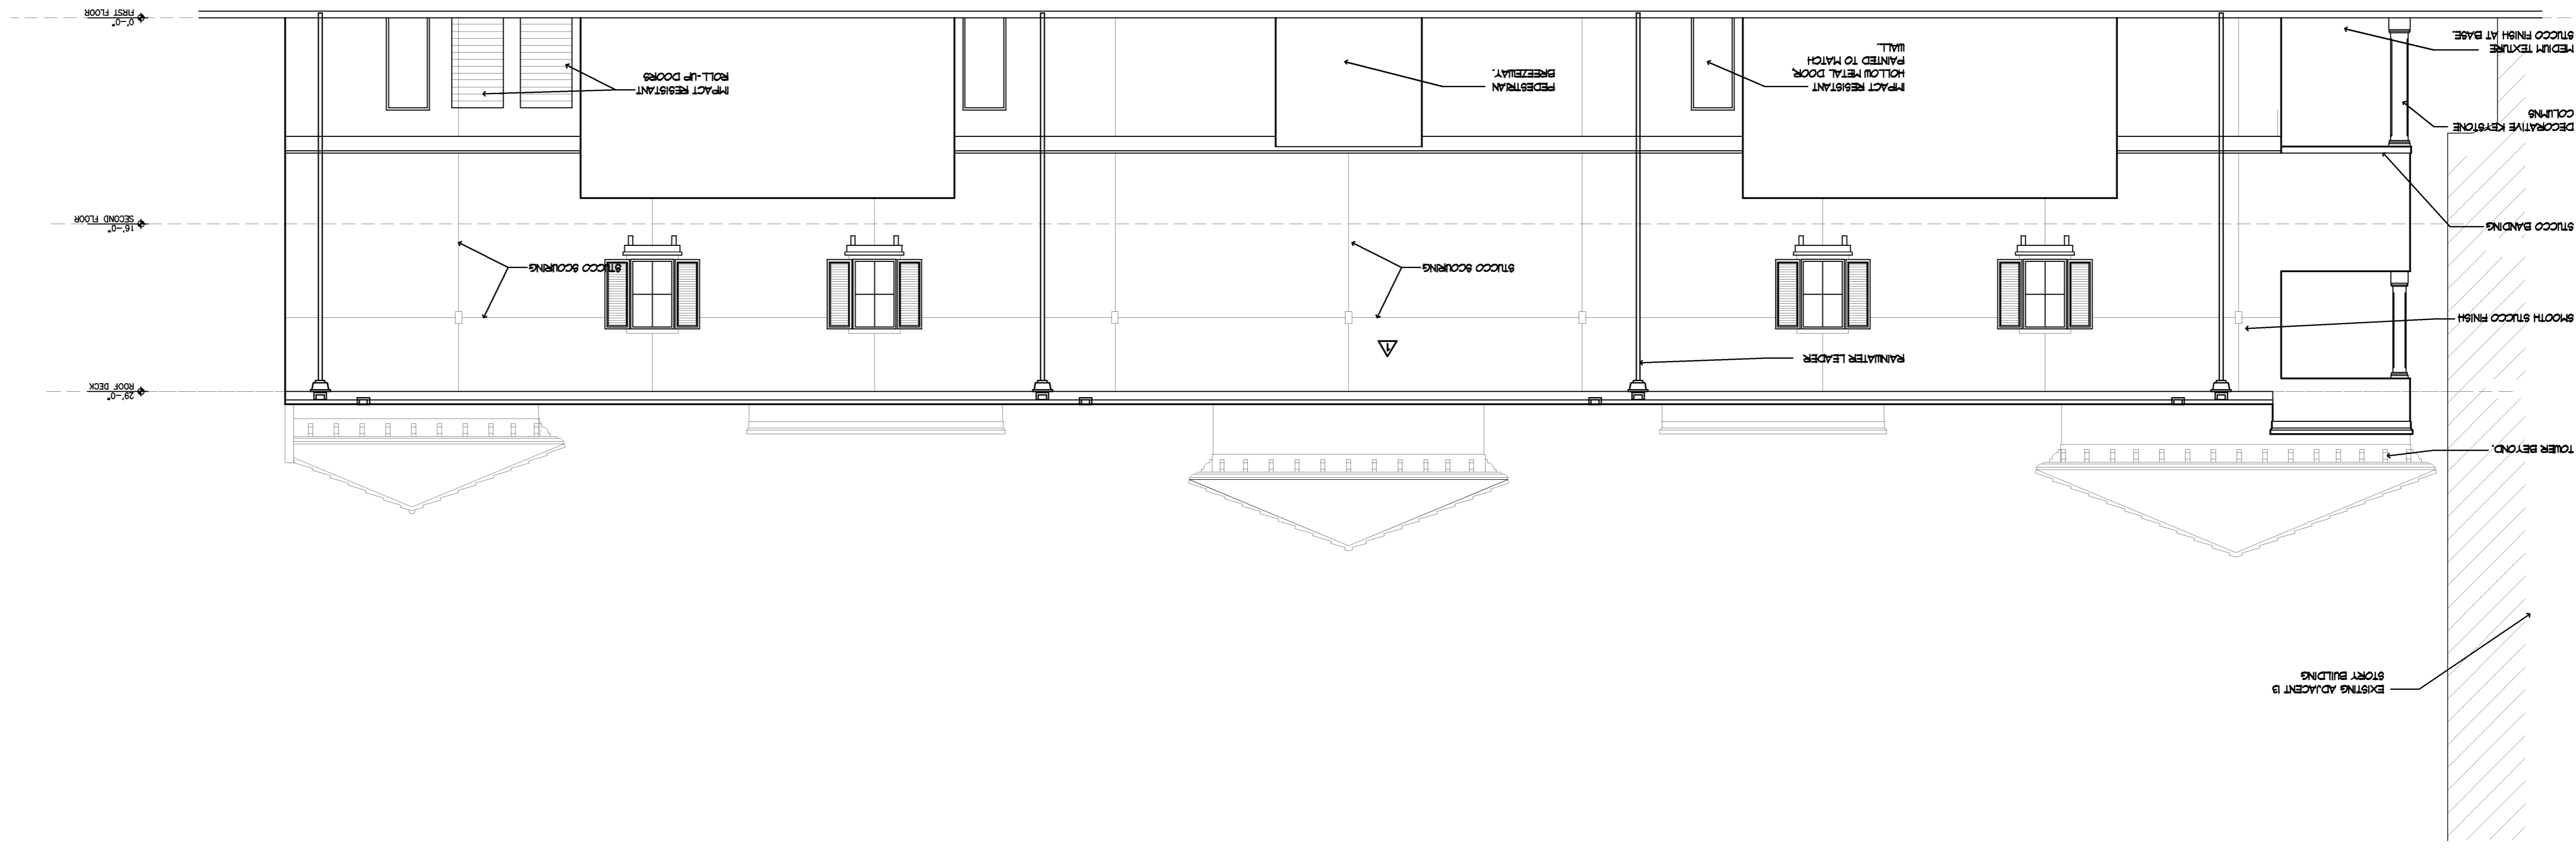 EXISTING ADJACENT 13
STORY BUILDING
TOWER BEYOND.
29'-0"
ROOF DECK
RAINWATER LEADER
1
SMOOTH STUCCO FINISH
STUCCO SCOURING
STUCCO SCOURING
STUCCO BANDING
16'-0"
SECOND FLOOR
DECORATIVE KEYSTONE
COLUMNS
IMPACT RESISTANT
HOLLOW METAL DOOR,
PAINTED TO MATCH
WALL.
PEDESTRIAN
BREEZEWAY.
IMPACT RESISTANT
ROLL-UP DOORS
MEDIUM TEXTURE
STUCCO FINISH AT BASE.
0'-0"
FIRST FLOOR